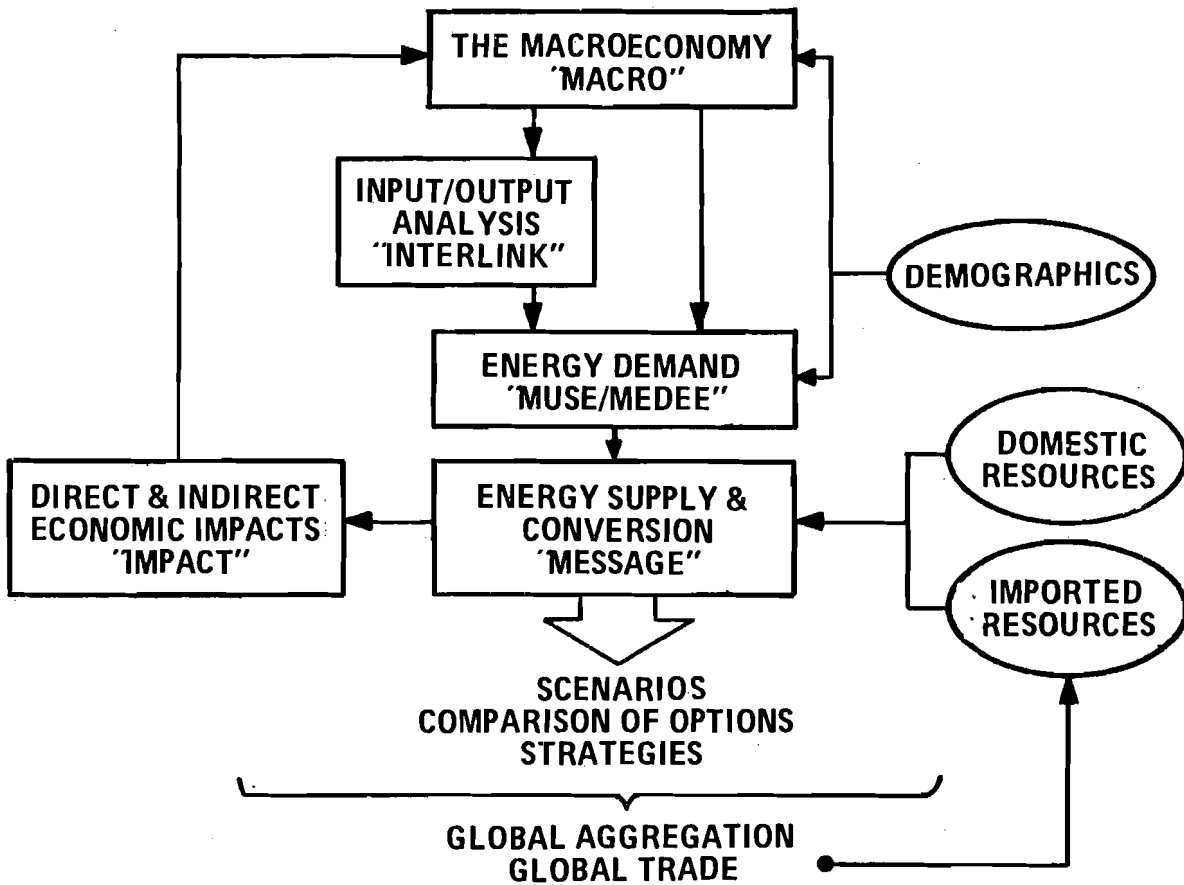 THE MACROECONOMY
"MACRO"
INPUT/OUTPUT
ANALYSIS
"INTERLINK"
DEMOGRAPHICS
ENERGY DEMAND
"MUSE/MEDEE"
DOMESTIC
RESOURCES
DIRECT & INDIRECT
ECONOMIC IMPACTS
"IMPACT"
ENERGY SUPPLY &
CONVERSION
"MESSAGE"
IMPORTED
RESOURCES
SCENARIOS
COMPARISON OF OPTIONS
STRATEGIES
GLOBAL AGGREGATION
GLOBAL TRADE